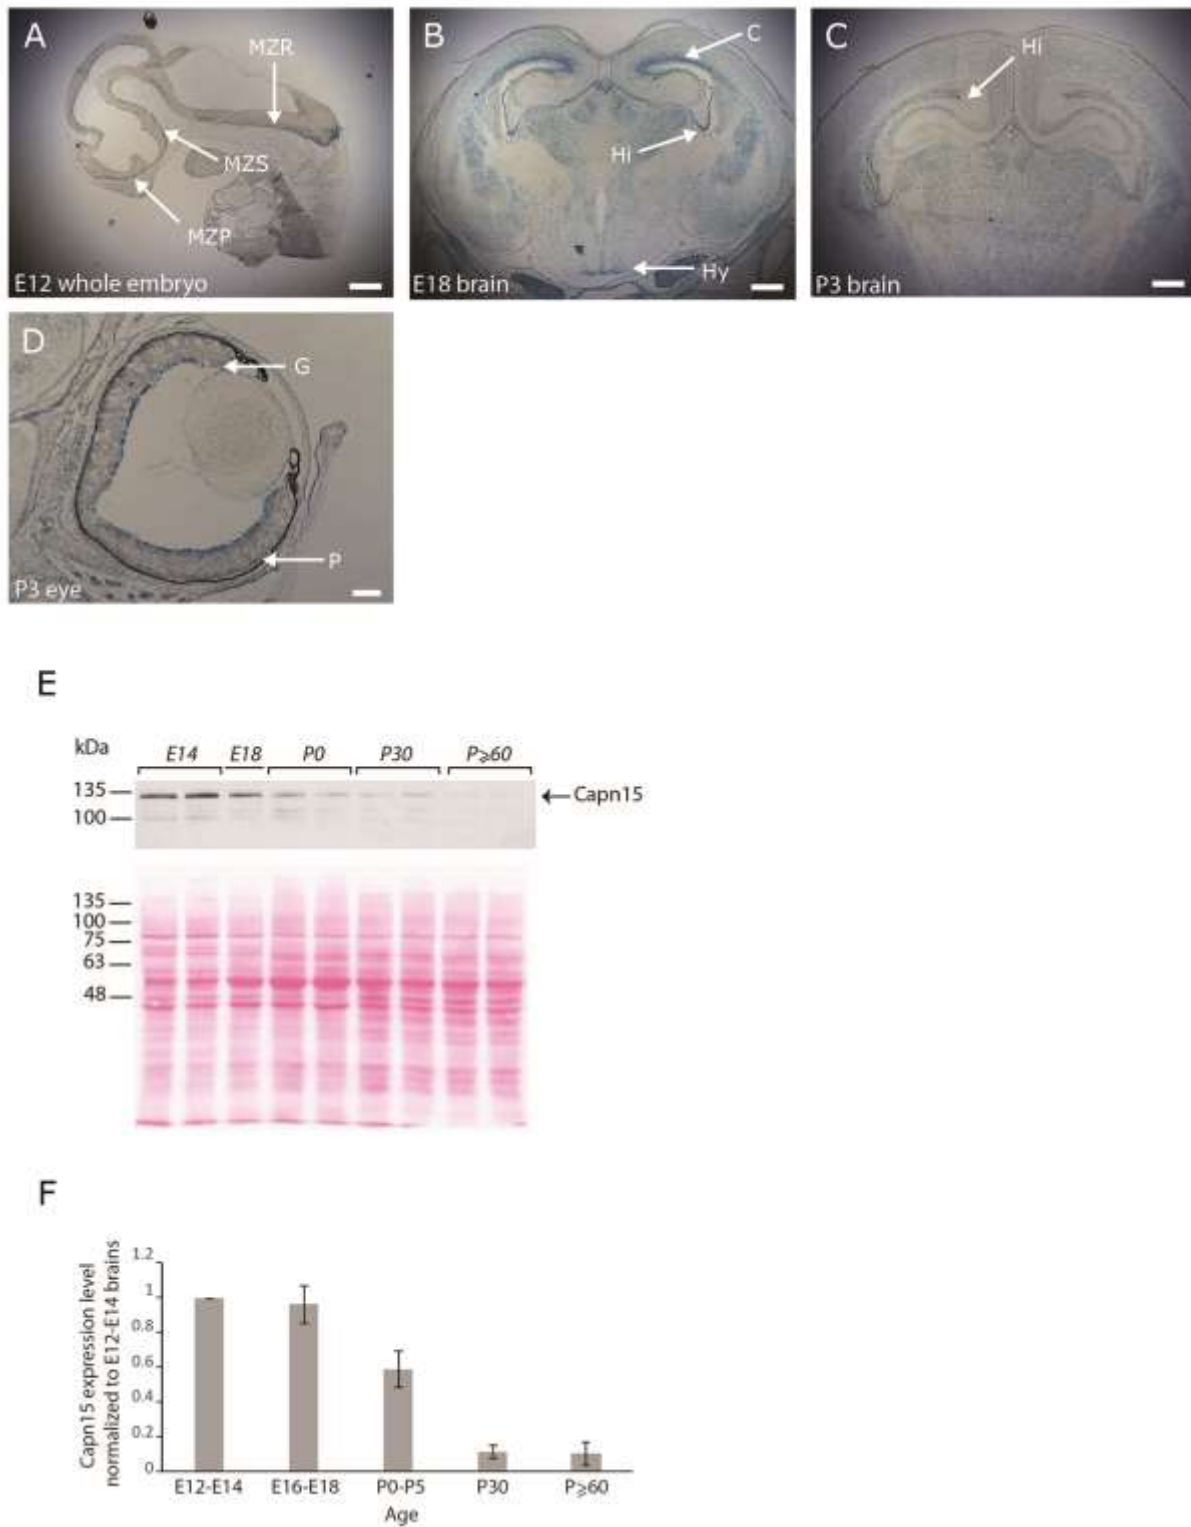 A
MZR
MZS
MZP
E12 whole embryo
B
C
Hi
Hy
E18 brain
C
Hi
P3 brain
D
G
P
P3 eye
E
kDa
E14 E18 P0 P30 P⩾60
135
100
Capn15
135
100
75
63
48
F
Capn15 expression level
normalized to E12-E14 brains
1.2
1
0.8
0.6
0.4
0.2
0
E12-E14 E16-E18 P0-P5 P30 P⩾60
Age